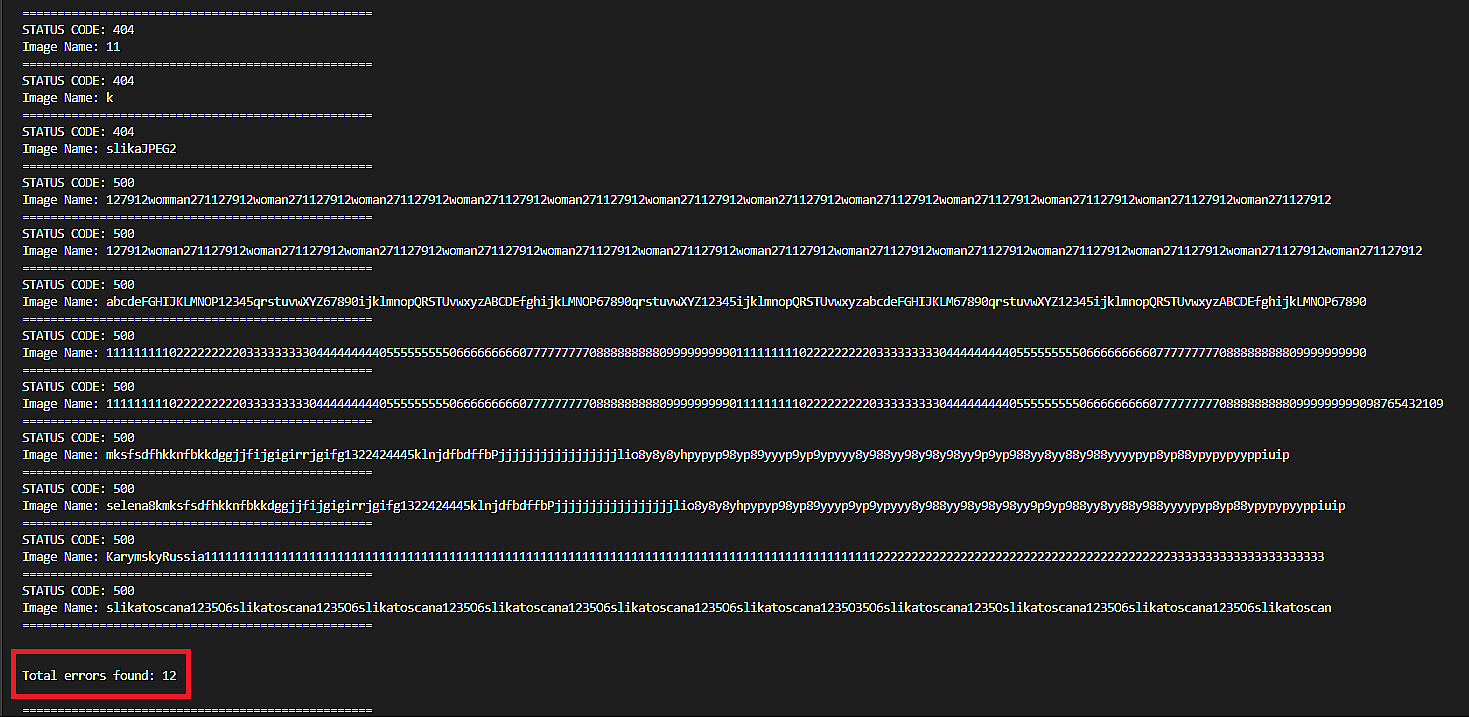 ==================================================
STATUS CODE: 404
Image Name: 11
==================================================
STATUS CODE: 404
Image Name: k
==================================================
STATUS CODE: 404
Image Name: slikaJPEG2
==================================================
STATUS CODE: 500
Image Name: 127912womman271127912woman271127912woman271127912woman271127912woman271127912woman271127912woman271127912woman271127912woman271127912woman271127912woman271127912woman271127912
==================================================
STATUS CODE: 500
Image Name: 127912woman271127912woman271127912woman271127912woman271127912woman271127912woman271127912woman271127912woman271127912woman271127912woman271127912woman271127912woman271127912woman271127912
==================================================
STATUS CODE: 500
Image Name: abcdeFGHIJKLMNOP12345qrstuvwXYZ67890ijklmnopQRSTUvwxyzABCDEfghijkLMNOP67890qrstuvwXYZ12345ijklmnopQRSTUvwxyzabcdeFGHIJKLM67890qrstuvwXYZ12345ijklmnopQRSTUvwxyzABCDEfghijkLMNOP67890
==================================================
STATUS CODE: 500
Image Name: 111111111022222222203333333330444444444055555555506666666660777777777088888888809999999990111111111022222222203333333330444444444055555555506666666660777777777088888888809999999990
==================================================
STATUS CODE: 500
Image Name: 11111111102222222220333333333044444444405555555550666666666077777777708888888880999999999011111111102222222220333333333044444444405555555550666666666077777777708888888880999999999098765432109
==================================================
STATUS CODE: 500
Image Name: mksfsdfhkknfbkkdggjjfijgigirrjgifg1322424445klnjdfbdffbPjjjjjjjjjjjjjjjjjlio8y8y8yhpypyp98yp89yyyp9yp9ypyyy8y988yy98y98y98yy9p9yp988yy8yy88y988yyyypyp8yp88ypypypyyppiuip
==================================================
STATUS CODE: 500
Image Name: selena8kmksfsdfhkknfbkkdggjjfijgigirrjgifg1322424445klnjdfbdffbPjjjjjjjjjjjjjjjjjlio8y8y8yhpypyp98yp89yyyp9yp9ypyyy8y988yy98y98y98yy9p9yp988yy8yy88y988yyyypyp8yp88ypypypyyppiuip
==================================================
STATUS CODE: 500
Image Name: KarymskyRussia1111111111111111111111111111111111111111111111111111111111111111111111111111111111111111111111111111112222222222222222222222222222222222222222223333333333333333333333
==================================================
STATUS CODE: 500
Image Name: slikatoscana123506slikatoscana123506slikatoscana123506slikatoscana123506slikatoscana123506slikatoscana123503506slikatoscana12350slikatoscana123506slikatoscana123506slikatoscan
==================================================
Total errors found: 12
==================================================